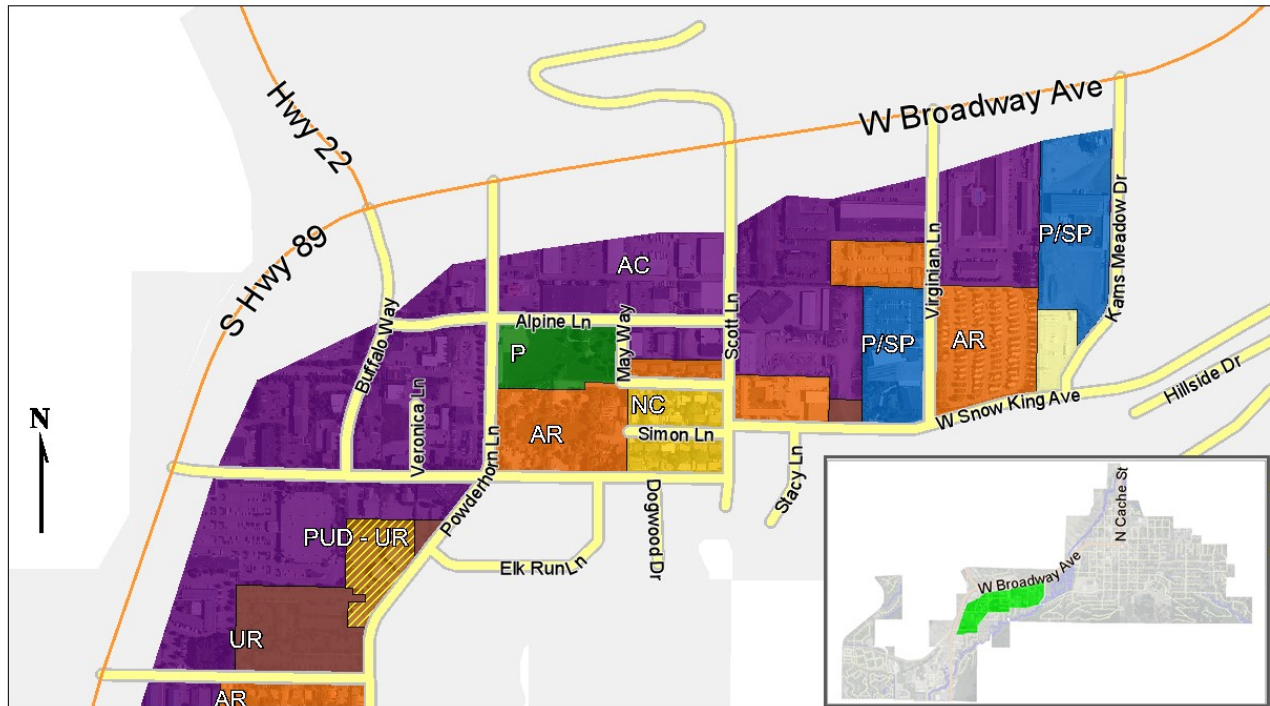 Hwy 22
W Broadway Ave
S Hwy 89
P/SP
Kams Meadow Dr
AC
Virginian Ln
Buffalo Way
Alpine Ln
May Way
Scott Ln
P
P/SP
AR
Veronica Ln
NC
W Snow King Ave
Hillside Dr
AR
Simon Ln
N
Powderhorn Ln
Stacy Ln
Dogwood Dr
PUD - UR
Elk Run Ln
UR
AR
N Cache St
W Broadway Ave